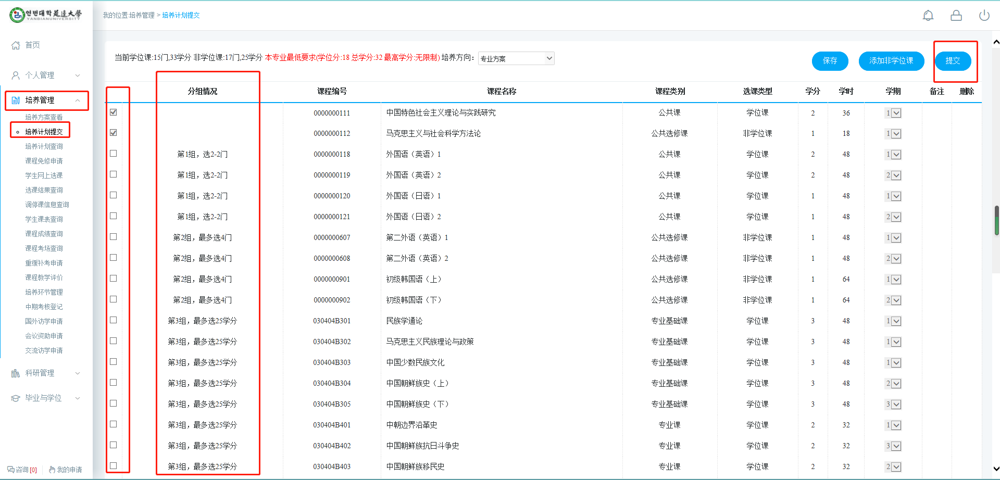 연변대학 延邊大學
YANBIAN UNIVERSITY
我的位置:培养管理 > 培养计划提交
首页
个人管理
培养管理
培养方案查看
培养计划提交
培养计划查询
课程免修申请
学生网上选课
选课结果查询
调停课信息查询
学生课表查询
课程成绩查询
课程考场查询
重缓补考申请
课程教学评价
培养环节管理
中期考核登记
国外访学申请
会议资助申请
交流访学申请
科研管理
毕业与学位
咨询[0] 我的申请
当前学位课:15门,33学分 非学位课:17门,25学分 本专业最低要求(学位分:18 总学分:32 最高学分:无限制) 培养方向: 专业方案
保存 添加非学位课 提交
分组情况 课程编号 课程名称 课程类别 选课类型 学分 学时 学期 备注 删除
0000000111 中国特色社会主义理论与实践研究 公共课 学位课 2 36 1
0000000112 马克思主义与社会科学方法论 公共选修课 非学位课 1 18 1
第1组，选2-2门 0000000118 外国语（英语）1 公共课 学位课 2 48 1
第1组，选2-2门 0000000119 外国语（英语）2 公共课 学位课 2 48 2
第1组，选2-2门 0000000120 外国语（日语）1 公共课 学位课 1 48 1
第1组，选2-2门 0000000121 外国语（日语）2 公共课 学位课 1 48 2
第2组，最多选4门 0000000607 第二外语（英语）1 公共选修课 非学位课 1 48 1
第2组，最多选4门 0000000608 第二外语（英语）2 公共选修课 非学位课 1 48 2
第2组，最多选4门 0000000901 初级韩国语（上） 公共选修课 非学位课 1 64 1
第2组，最多选4门 0000000902 初级韩国语（下） 公共选修课 非学位课 1 64 2
第3组，最多选25学分 030404B301 民族学通论 专业基础课 学位课 3 48 1
第3组，最多选25学分 030404B302 马克思主义民族理论与政策 专业基础课 学位课 3 48 1
第3组，最多选25学分 030404B303 中国少数民族文化 专业基础课 学位课 3 48 1
第3组，最多选25学分 030404B304 中国朝鲜族史（上） 专业基础课 学位课 3 48 2
第3组，最多选25学分 030404B305 中国朝鲜族史（下） 专业基础课 学位课 3 48 3
第3组，最多选25学分 030404B401 中朝边界沿革史 专业课 学位课 2 32 1
第3组，最多选25学分 030404B402 中国朝鲜族抗日斗争史 专业课 学位课 2 32 3
第3组，最多选25学分 030404B403 中国朝鲜族移民史 专业课 学位课 2 32 2